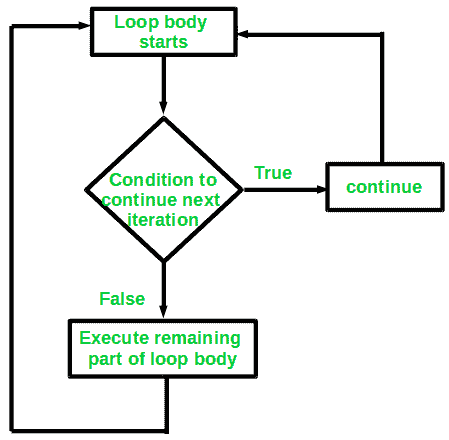 Loop body
starts
Condition to
continue next
iteration
True
continue
False
Execute remaining
part of loop body